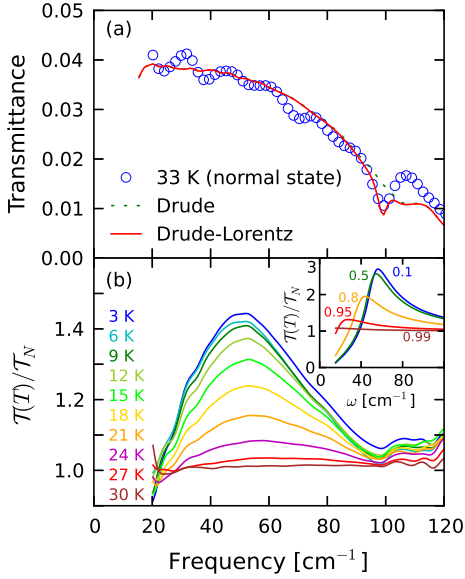 0.05
(a)
0.04
0.03
0.02
0.01
0.00
Transmittance
33 K (normal state)
Drude
Drude-Lorentz
(b)
1.4
1.2
1.0
𝒯(T)/𝒯_N
3 K
6 K
9 K
12 K
15 K
18 K
21 K
24 K
27 K
30 K
3
2
1
0
𝒯(T)/𝒯_N
0.1
0.5
0.8
0.95
0.99
0 40 80
ω [cm⁻¹]
0 20 40 60 80 100 120
Frequency [cm⁻¹]